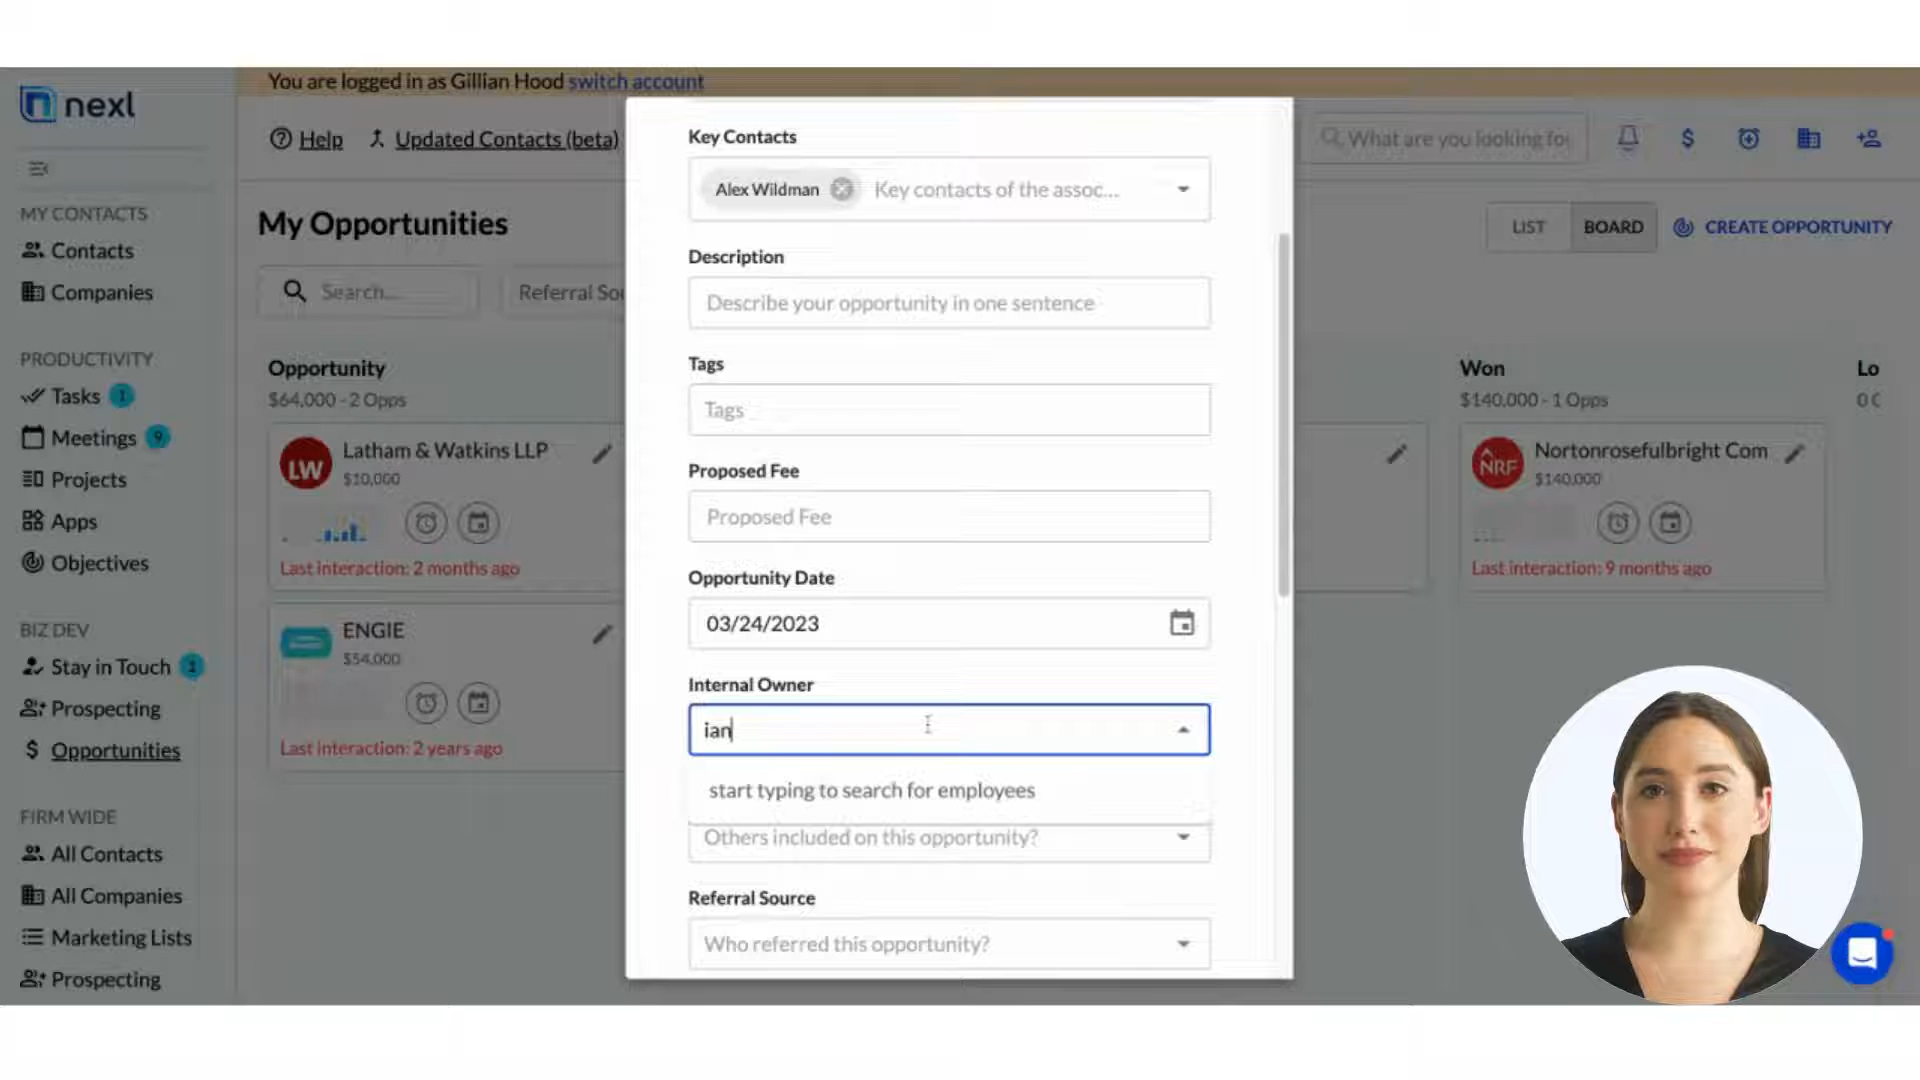 You are logged in as Gillian Hood switch account
nexl
Help
Updated Contacts (beta)
What are you looking for
MY CONTACTS
Contacts
Companies
PRODUCTIVITY
Tasks 1
Meetings 9
Projects
Apps
Objectives
BIZ DEV
Stay in Touch 1
Prospecting
$ Opportunities
FIRM WIDE
All Contacts
All Companies
Marketing Lists
Prospecting
My Opportunities
LIST
BOARD
CREATE OPPORTUNITY
Search...
Referral Sou
Opportunity
$64,000 - 2 Opps
LW
Latham & Watkins LLP
$10,000
Last interaction: 2 months ago
ENGIE
$54,000
Last interaction: 2 years ago
Key Contacts
Alex Wildman
Key contacts of the assoc...
Description
Describe your opportunity in one sentence
Tags
Tags
Proposed Fee
Proposed Fee
Opportunity Date
03/24/2023
Internal Owner
ian
start typing to search for employees
Others included on this opportunity?
Referral Source
Who referred this opportunity?
Won
$140,000 - 1 Opps
NRF
Nortonrosefulbright Com
$140,000
Last interaction: 9 months ago
Lo